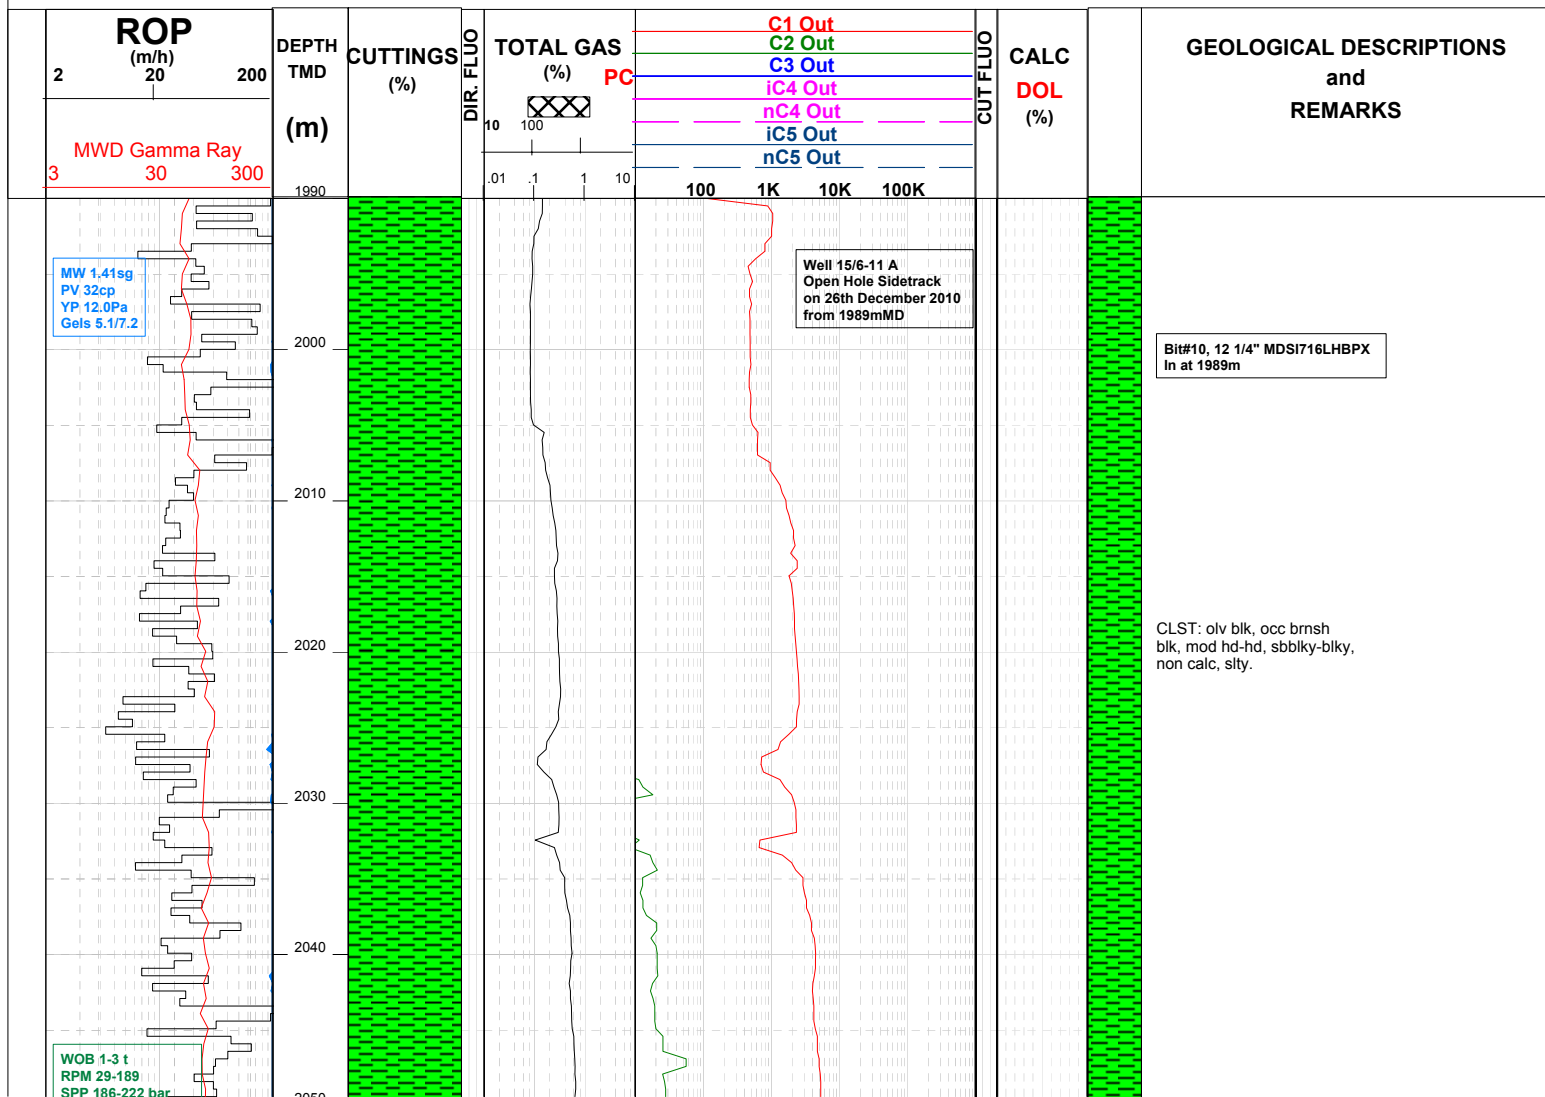 ROP
(m/h)
2 20 200
MWD Gamma Ray
3 30 300
DEPTH
TMD
(m)
1990
CUTTINGS
(%)
DIR. FLUO
TOTAL GAS
(%)
PC
10 100
.01 .1 1 10
C1 Out
C2 Out
C3 Out
iC4 Out
nC4 Out
iC5 Out
nC5 Out
100 1K 10K 100K
CUT FLUO
CALC
DOL
(%)
GEOLOGICAL DESCRIPTIONS
and
REMARKS
MW 1.41sg
PV 32cp
YP 12.0Pa
Gels 5.1/7.2
Well 15/6-11 A
Open Hole Sidetrack
on 26th December 2010
from 1989mMD
2000
Bit#10, 12 1/4" MDSI716LHBPX
In at 1989m
2010
2020
CLST: olv blk, occ brnsh
blk, mod hd-hd, sbblky-blky,
non calc, slty.
2030
2040
WOB 1-3 t
RPM 29-189
SPP 186-222 bar
2050